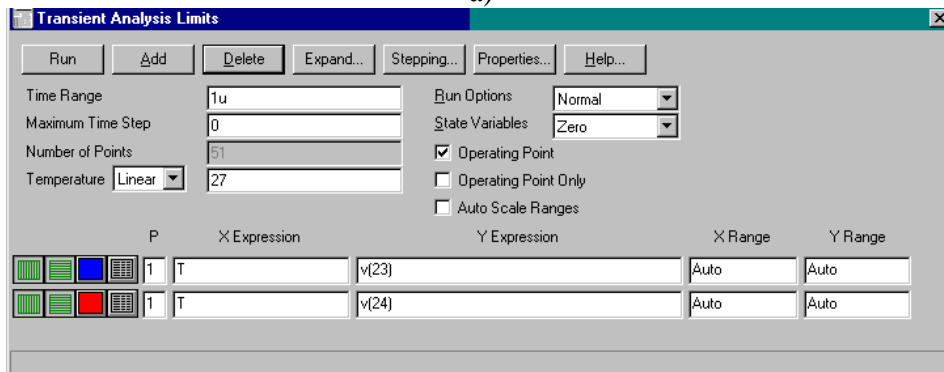 a)
Transient Analysis Limits
Run Add Delete Expand... Stepping... Properties... Help...
Time Range 1u Run Options Normal
Maximum Time Step 0 State Variables Zero
Number of Points 51 Operating Point
Temperature Linear 27 Operating Point Only
Auto Scale Ranges
P X Expression Y Expression X Range Y Range
1 T v(23) Auto Auto
1 T v(24) Auto Auto